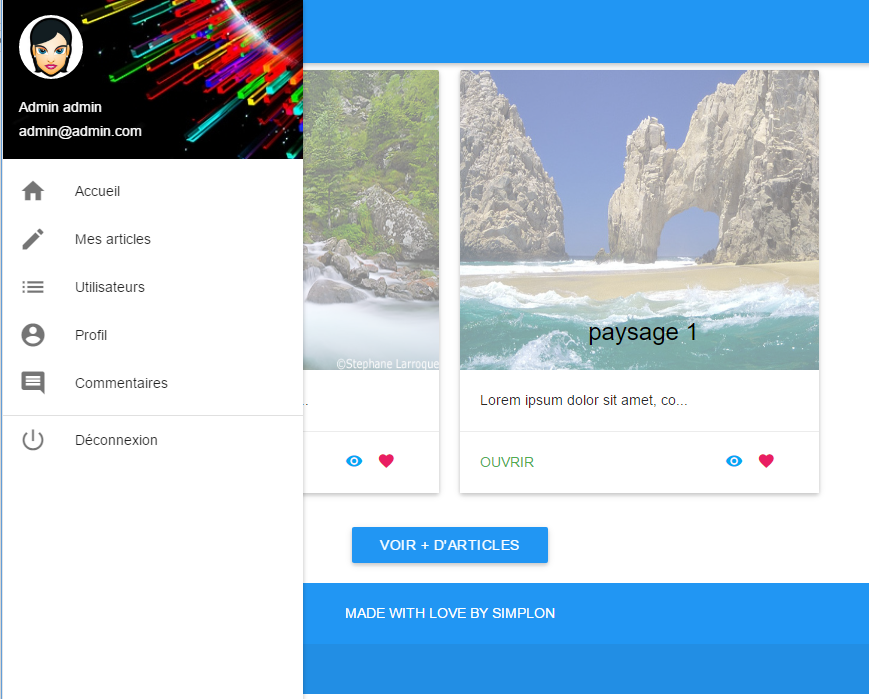 Admin admin
admin@admin.com
Accueil
Mes articles
Utilisateurs
Profil
Commentaires
Déconnexion
©Stephane Larroque
..
paysage 1
Lorem ipsum dolor sit amet, co...
OUVRIR
VOIR + D'ARTICLES
MADE WITH LOVE BY SIMPLON